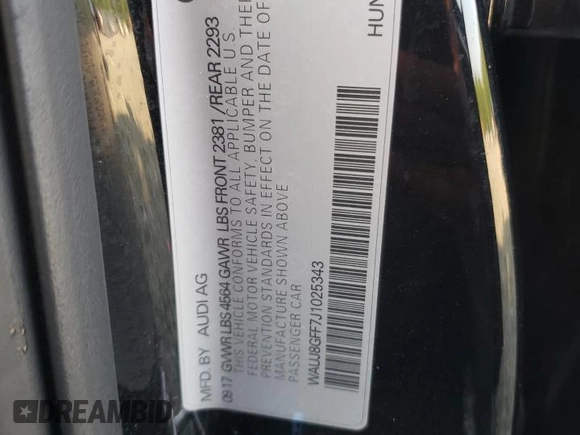 MFD. BY AUDI AG
09 17 GVWR LBS 4564 GAWR LBS FRONT 2381 / REAR 2293
THIS VEHICLE CONFORMS TO ALL APPLICABLE U.S.
FEDERAL MOTOR VEHICLE SAFETY, BUMPER AND
PREVENTION STANDARDS IN EFFECT ON THE DATE OF
MANUFACTURE SHOWN ABOVE
PASSENGER CAR
WAUJ8GFF7J1025343
HUN
DREAMBID